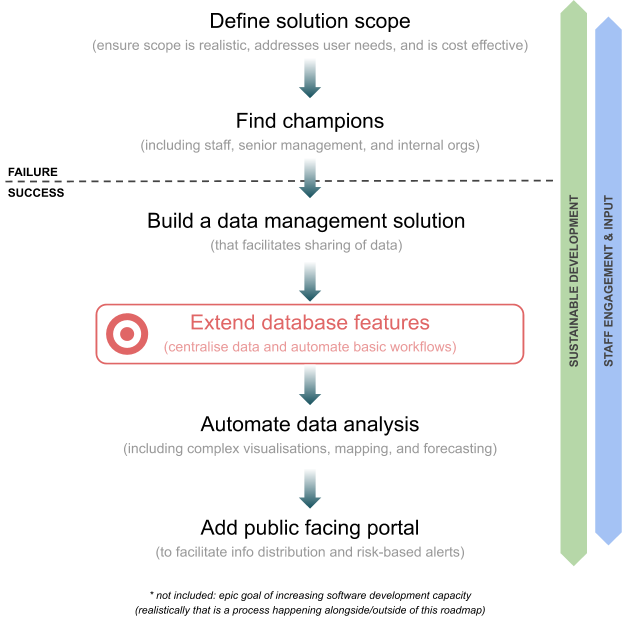 Define solution scope
(ensure scope is realistic, addresses user needs, and is cost effective)
Find champions
(including staff, senior management, and internal orgs)
FAILURE
SUCCESS
Build a data management solution
(that facilitates sharing of data)
Extend database features
(centralise data and automate basic workflows)
Automate data analysis
(including complex visualisations, mapping, and forecasting)
Add public facing portal
(to facilitate info distribution and risk-based alerts)
* not included: epic goal of increasing software development capacity
(realistically that is a process happening alongside/outside of this roadmap)
SUSTAINABLE DEVELOPMENT
STAFF ENGAGEMENT & INPUT